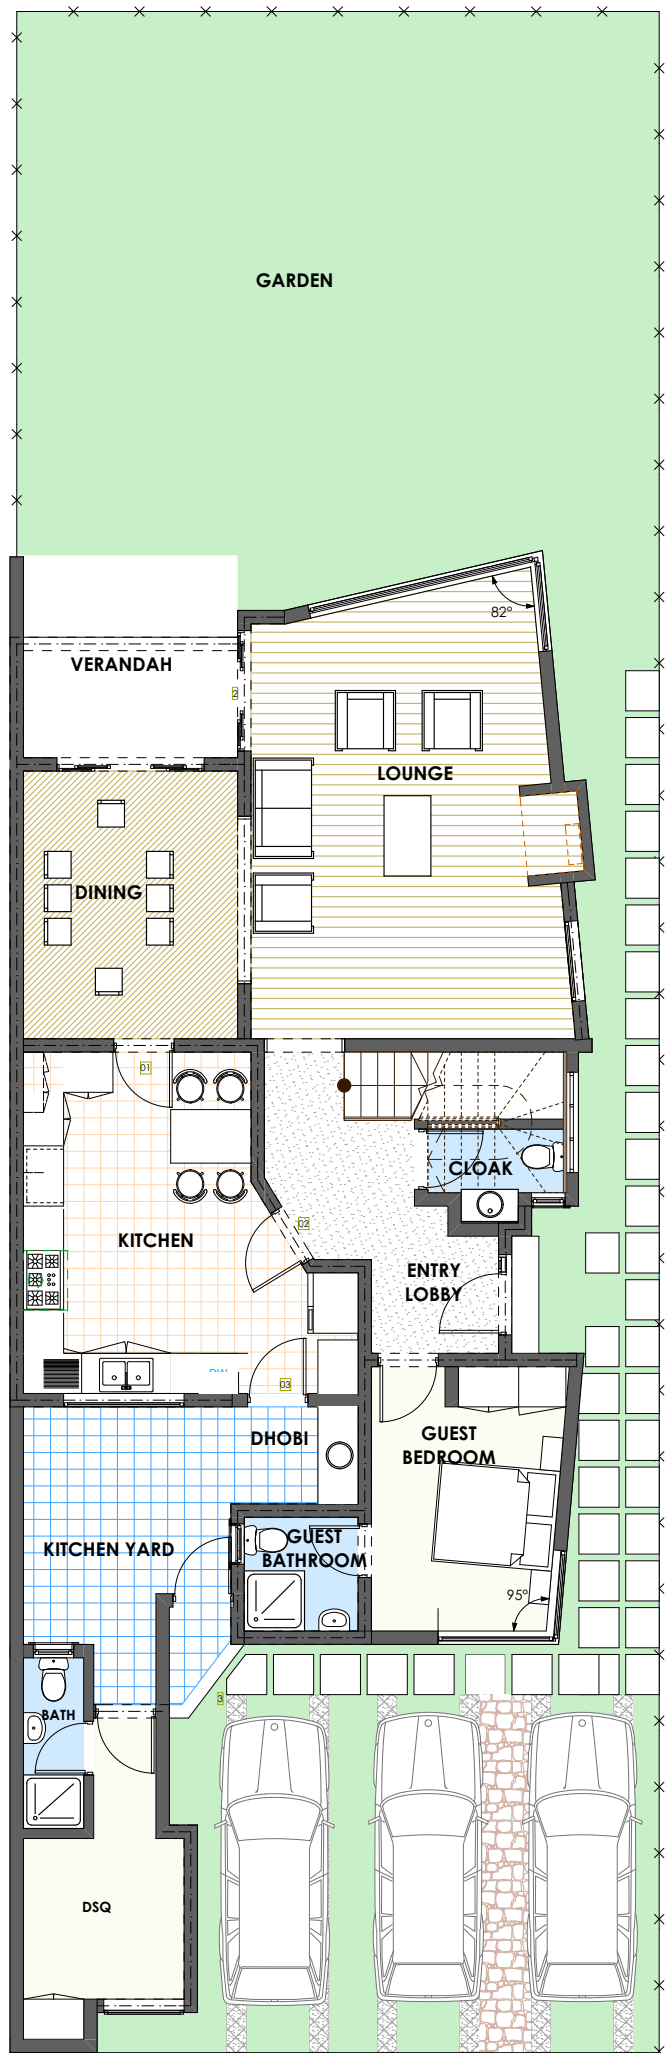 GARDEN
82°
VERANDAH
2
LOUNGE
DINING
01
CLOAK
02
KITCHEN
ENTRY
LOBBY
DW
03
GUEST
BEDROOM
DHOBI
GUEST
BATHROOM
KITCHEN YARD
95°
3
BATH
DSQ